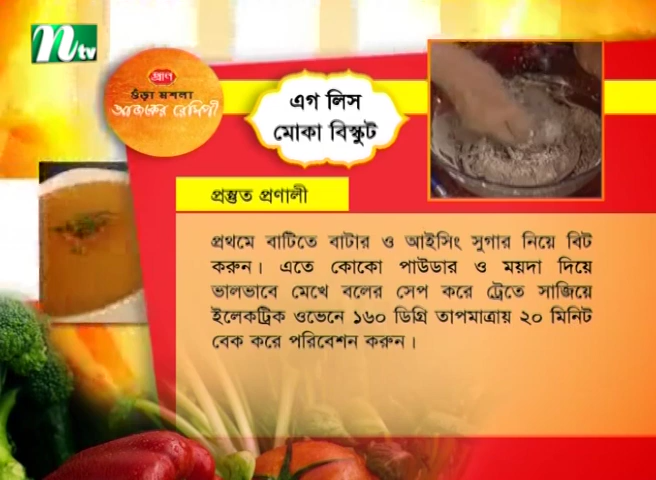 ntv
প্রাণ
গুঁড়া মশলা
আজকের রেসিপী
এগ লিস
মোকা বিস্কুট
প্রস্তুত প্রণালী
প্রথমে বাটিতে বাটার ও আইসিং সুগার নিয়ে বিট
করুন। এতে কোকো পাউডার ও ময়দা দিয়ে
ভালভাবে মেখে বলের সেপ করে ট্রেতে সাজিয়ে
ইলেকট্রিক ওভেনে ১৬০ ডিগ্রি তাপমাত্রায় ২০ মিনিট
বেক করে পরিবেশন করুন।